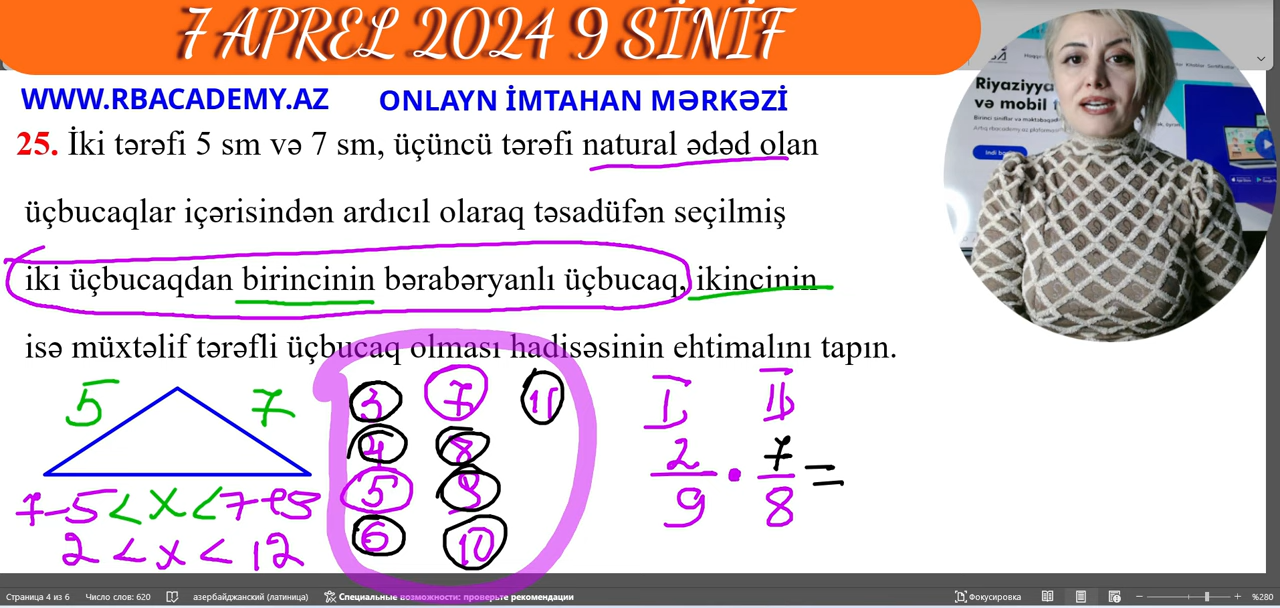 7 APREL 2024 9 SİNİF
WWW.RBACADEMY.AZ ONLAYN İMTAHAN MƏRKƏZİ
25. İki tərəfi 5 sm və 7 sm, üçüncü tərəfi natural ədəd olan
üçbucaqlar içərisindən ardıcıl olaraq təsadüfən seçilmiş
iki üçbucaqdan birincinin bərabəryanlı üçbucaq, ikincinin
isə müxtəlif tərəfli üçbucaq olması hadisəsinin ehtimalını tapın.
5 7
7-5 < x < 7+5
2 < x < 12
3 7 11
4 8
5 9
6 10
I II
2/9 · 7/8 =
Riyaziyya
və mobil
Страница 4 из 6 Число слов: 620 азербайджанский (латиница) Специальные возможности: проверьте рекомендации Фокусировка %280